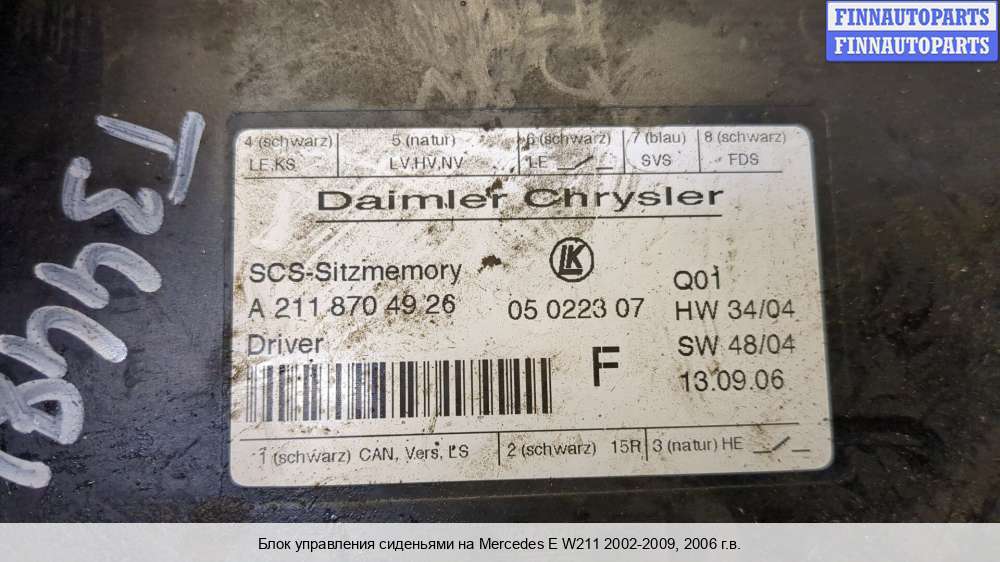 FINNAUTOPARTS
FINNAUTOPARTS
4 (schwarz) 5 (natur) 6 (schwarz) 7 (blau) 8 (schwarz)
LE,KS LV,HV,NV LE SVS FDS
Daimler Chrysler
SCS-Sitzmemory LK Q01
A 211 870 49 26 05 0223 07 HW 34/04
Driver F SW 48/04
13.09.06
1 (schwarz) CAN, Vers, LS 2 (schwarz) 15R 3 (natur) HE
Блок управления сиденьями на Mercedes E W211 2002-2009, 2006 г.в.